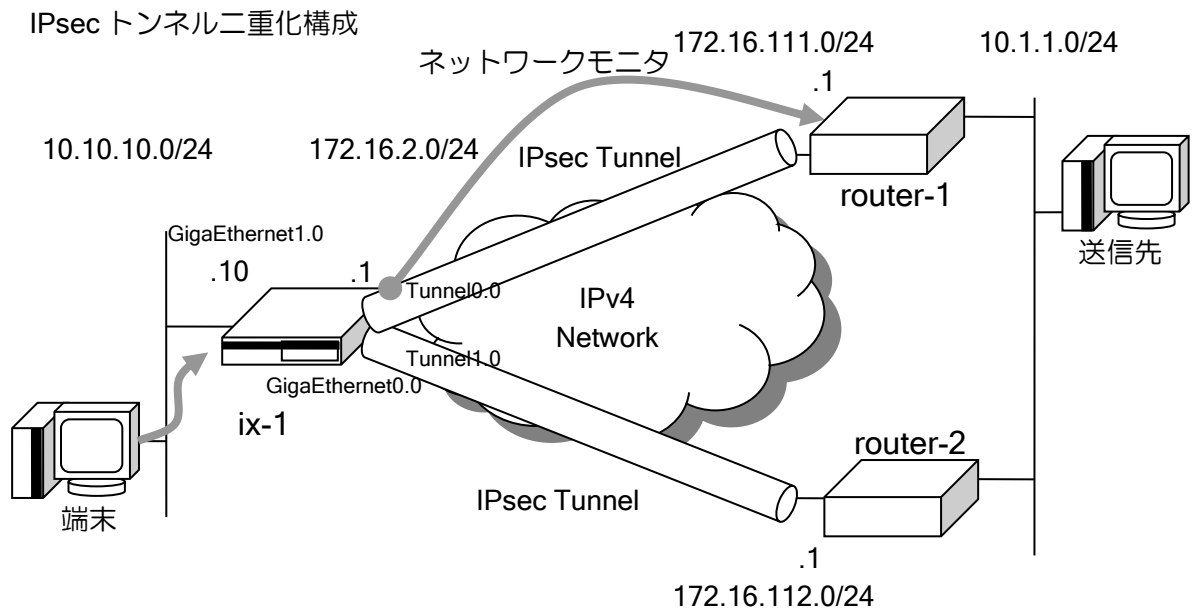 IPsec トンネル二重化構成
172.16.111.0/24 10.1.1.0/24
ネットワークモニタ
.1
10.10.10.0/24 172.16.2.0/24
IPsec Tunnel
router-1
GigaEthernet1.0
送信先
.10 .1
Tunnel0.0
IPv4
Network
Tunnel1.0
GigaEthernet0.0
ix-1
router-2
IPsec Tunnel
端末
.1
172.16.112.0/24